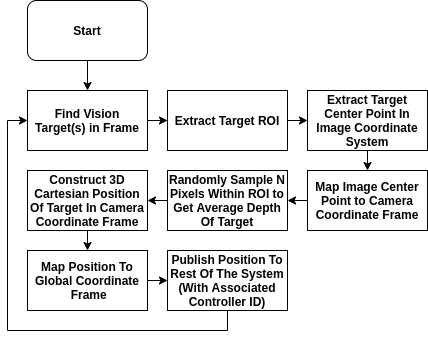 Start
Find Vision
Target(s) in Frame
Extract Target ROI
Extract Target
Center Point In
Image Coordinate
System
Map Image Center
Point to Camera
Coordinate Frame
Randomly Sample N
Pixels Within ROI to
Get Average Depth
Of Target
Construct 3D
Cartesian Position
Of Target In Camera
Coordinate Frame
Map Position To
Global Coordinate
Frame
Publish Position To
Rest Of The System
(With Associated
Controller ID)